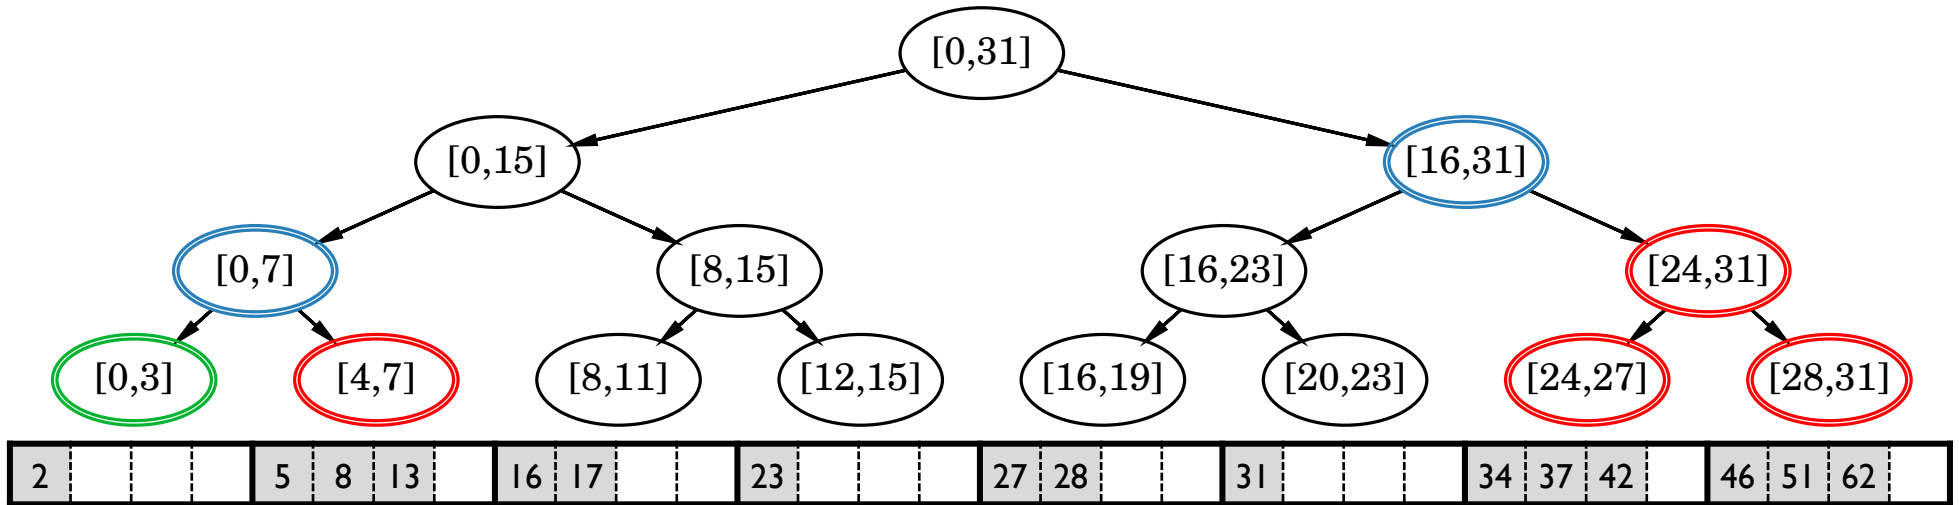 [0,31]
[0,15] [16,31]
[0,7] [8,15] [16,23] [24,31]
[0,3] [4,7] [8,11] [12,15] [16,19] [20,23] [24,27] [28,31]
2 5 8 13 16 17 23 27 28 31 34 37 42 46 51 62